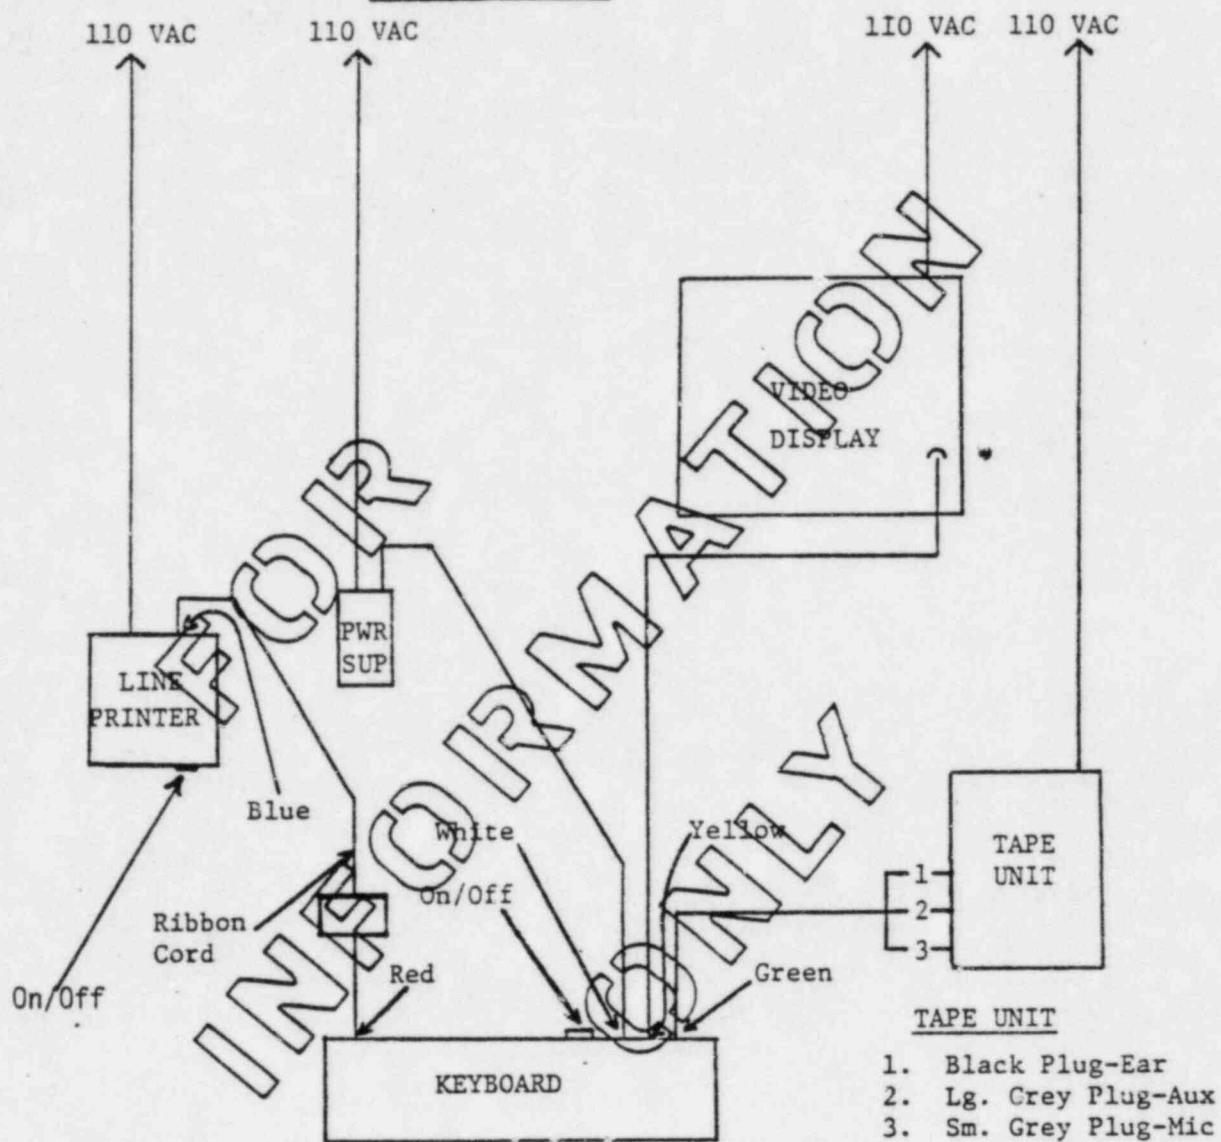 110 VAC
110 VAC
110 VAC
110 VAC
VIDEO
DISPLAY
PWR
SUP
LINE
PRINTER
Blue
White
Yellow
On/Off
TAPE
UNIT
1
2
3
Ribbon
Cord
Red
Green
On/Off
KEYBOARD
TAPE UNIT
1. Black Plug-Ear
2. Lg. Grey Plug-Aux
3. Sm. Grey Plug-Mic
FOR
INFORMATION
ONLY